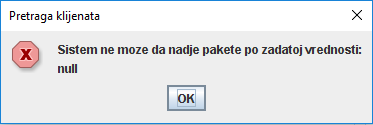 Pretraga klijenata
Sistem ne moze da nadje pakete po zadatoj vrednosti:
null
OK